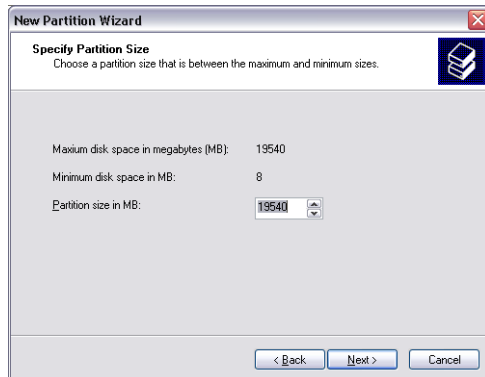 New Partition Wizard
Specify Partition Size
Choose a partition size that is between the maximum and minimum sizes.
Maxium disk space in megabytes (MB): 19540
Minimum disk space in MB: 8
Partition size in MB: 19540
< Back Next > Cancel